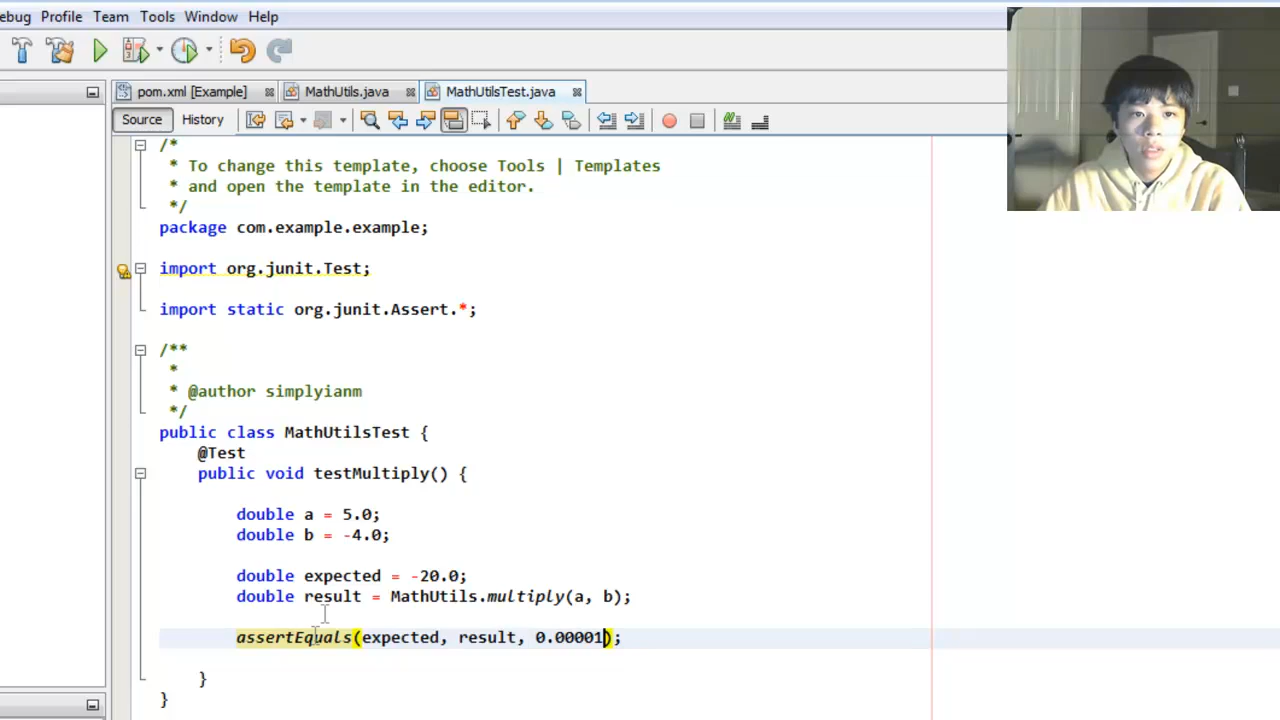 ebug Profile Team Tools Window Help
pom.xml [Example] MathUtils.java MathUtilsTest.java
Source History
/*
* To change this template, choose Tools | Templates
* and open the template in the editor.
*/
package com.example.example;
import org.junit.Test;
import static org.junit.Assert.*;
/**
*
* @author simplyianm
*/
public class MathUtilsTest {
@Test
public void testMultiply() {
double a = 5.0;
double b = -4.0;
double expected = -20.0;
double result = MathUtils.multiply(a, b);
assertEquals(expected, result, 0.00001);
}
}